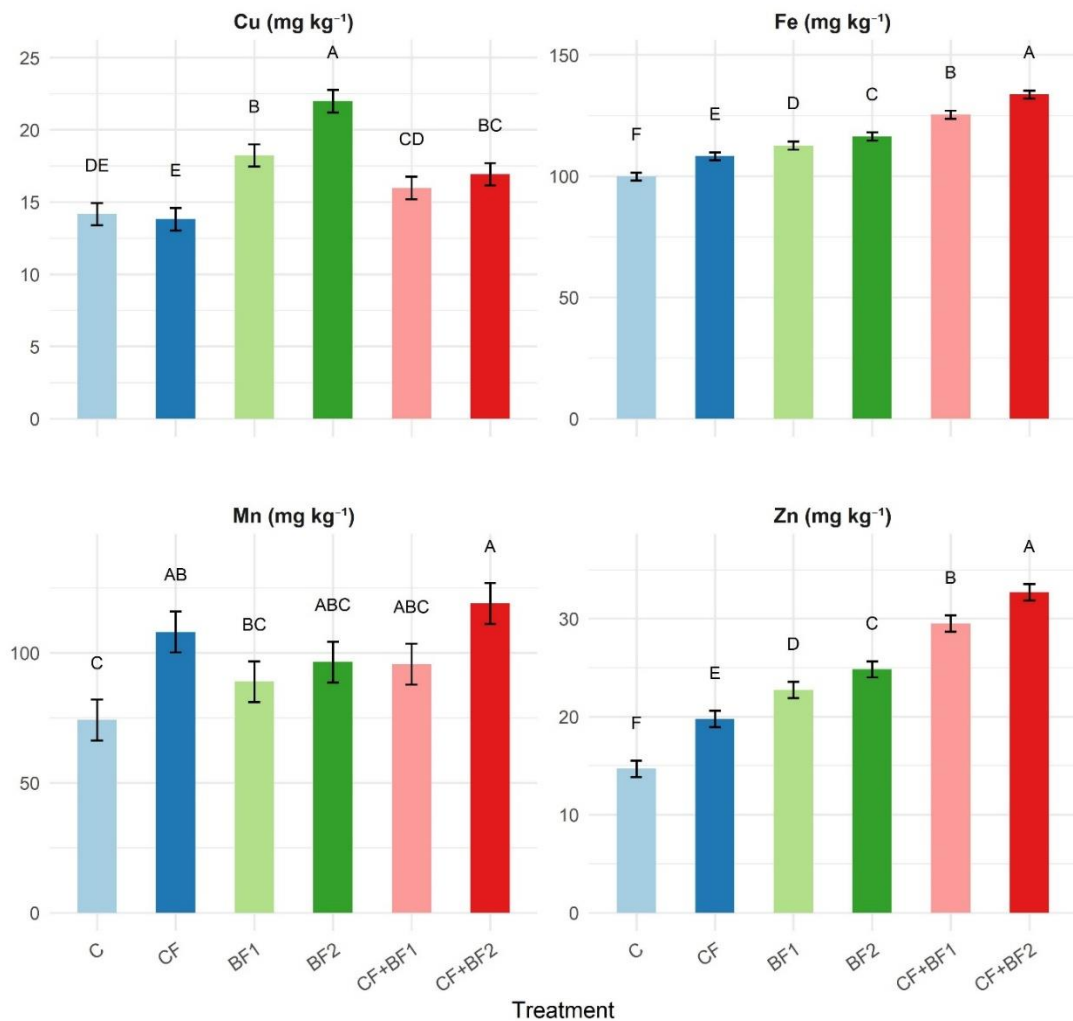 Cu (mg kg⁻¹)
25
20
15
10
5
0
DE
E
B
A
CD
BC
Fe (mg kg⁻¹)
150
100
50
0
F
E
D
C
B
A
Mn (mg kg⁻¹)
100
50
0
C
AB
BC
ABC
ABC
A
C
CF
BF1
BF2
CF+BF1
CF+BF2
Zn (mg kg⁻¹)
30
20
10
0
F
E
D
C
B
A
C
CF
BF1
BF2
CF+BF1
CF+BF2
Treatment